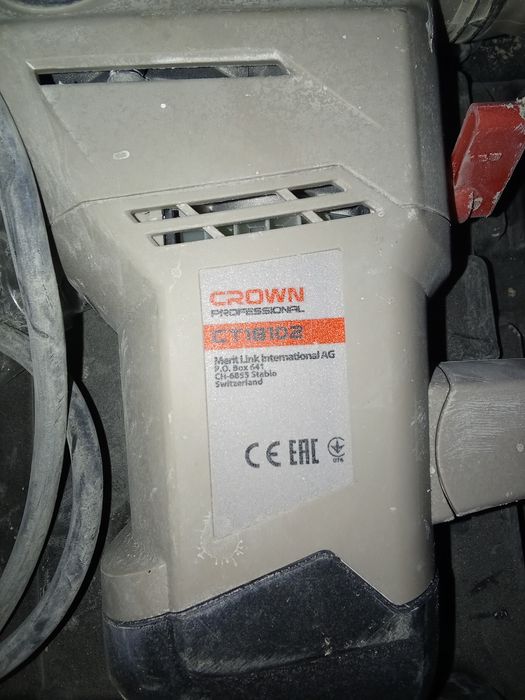 CROWN
PROFESSIONAL
CT18102
Merit Link International AG
P.O. Box 641
CH-6855 Stabio
Switzerland
CE EAC